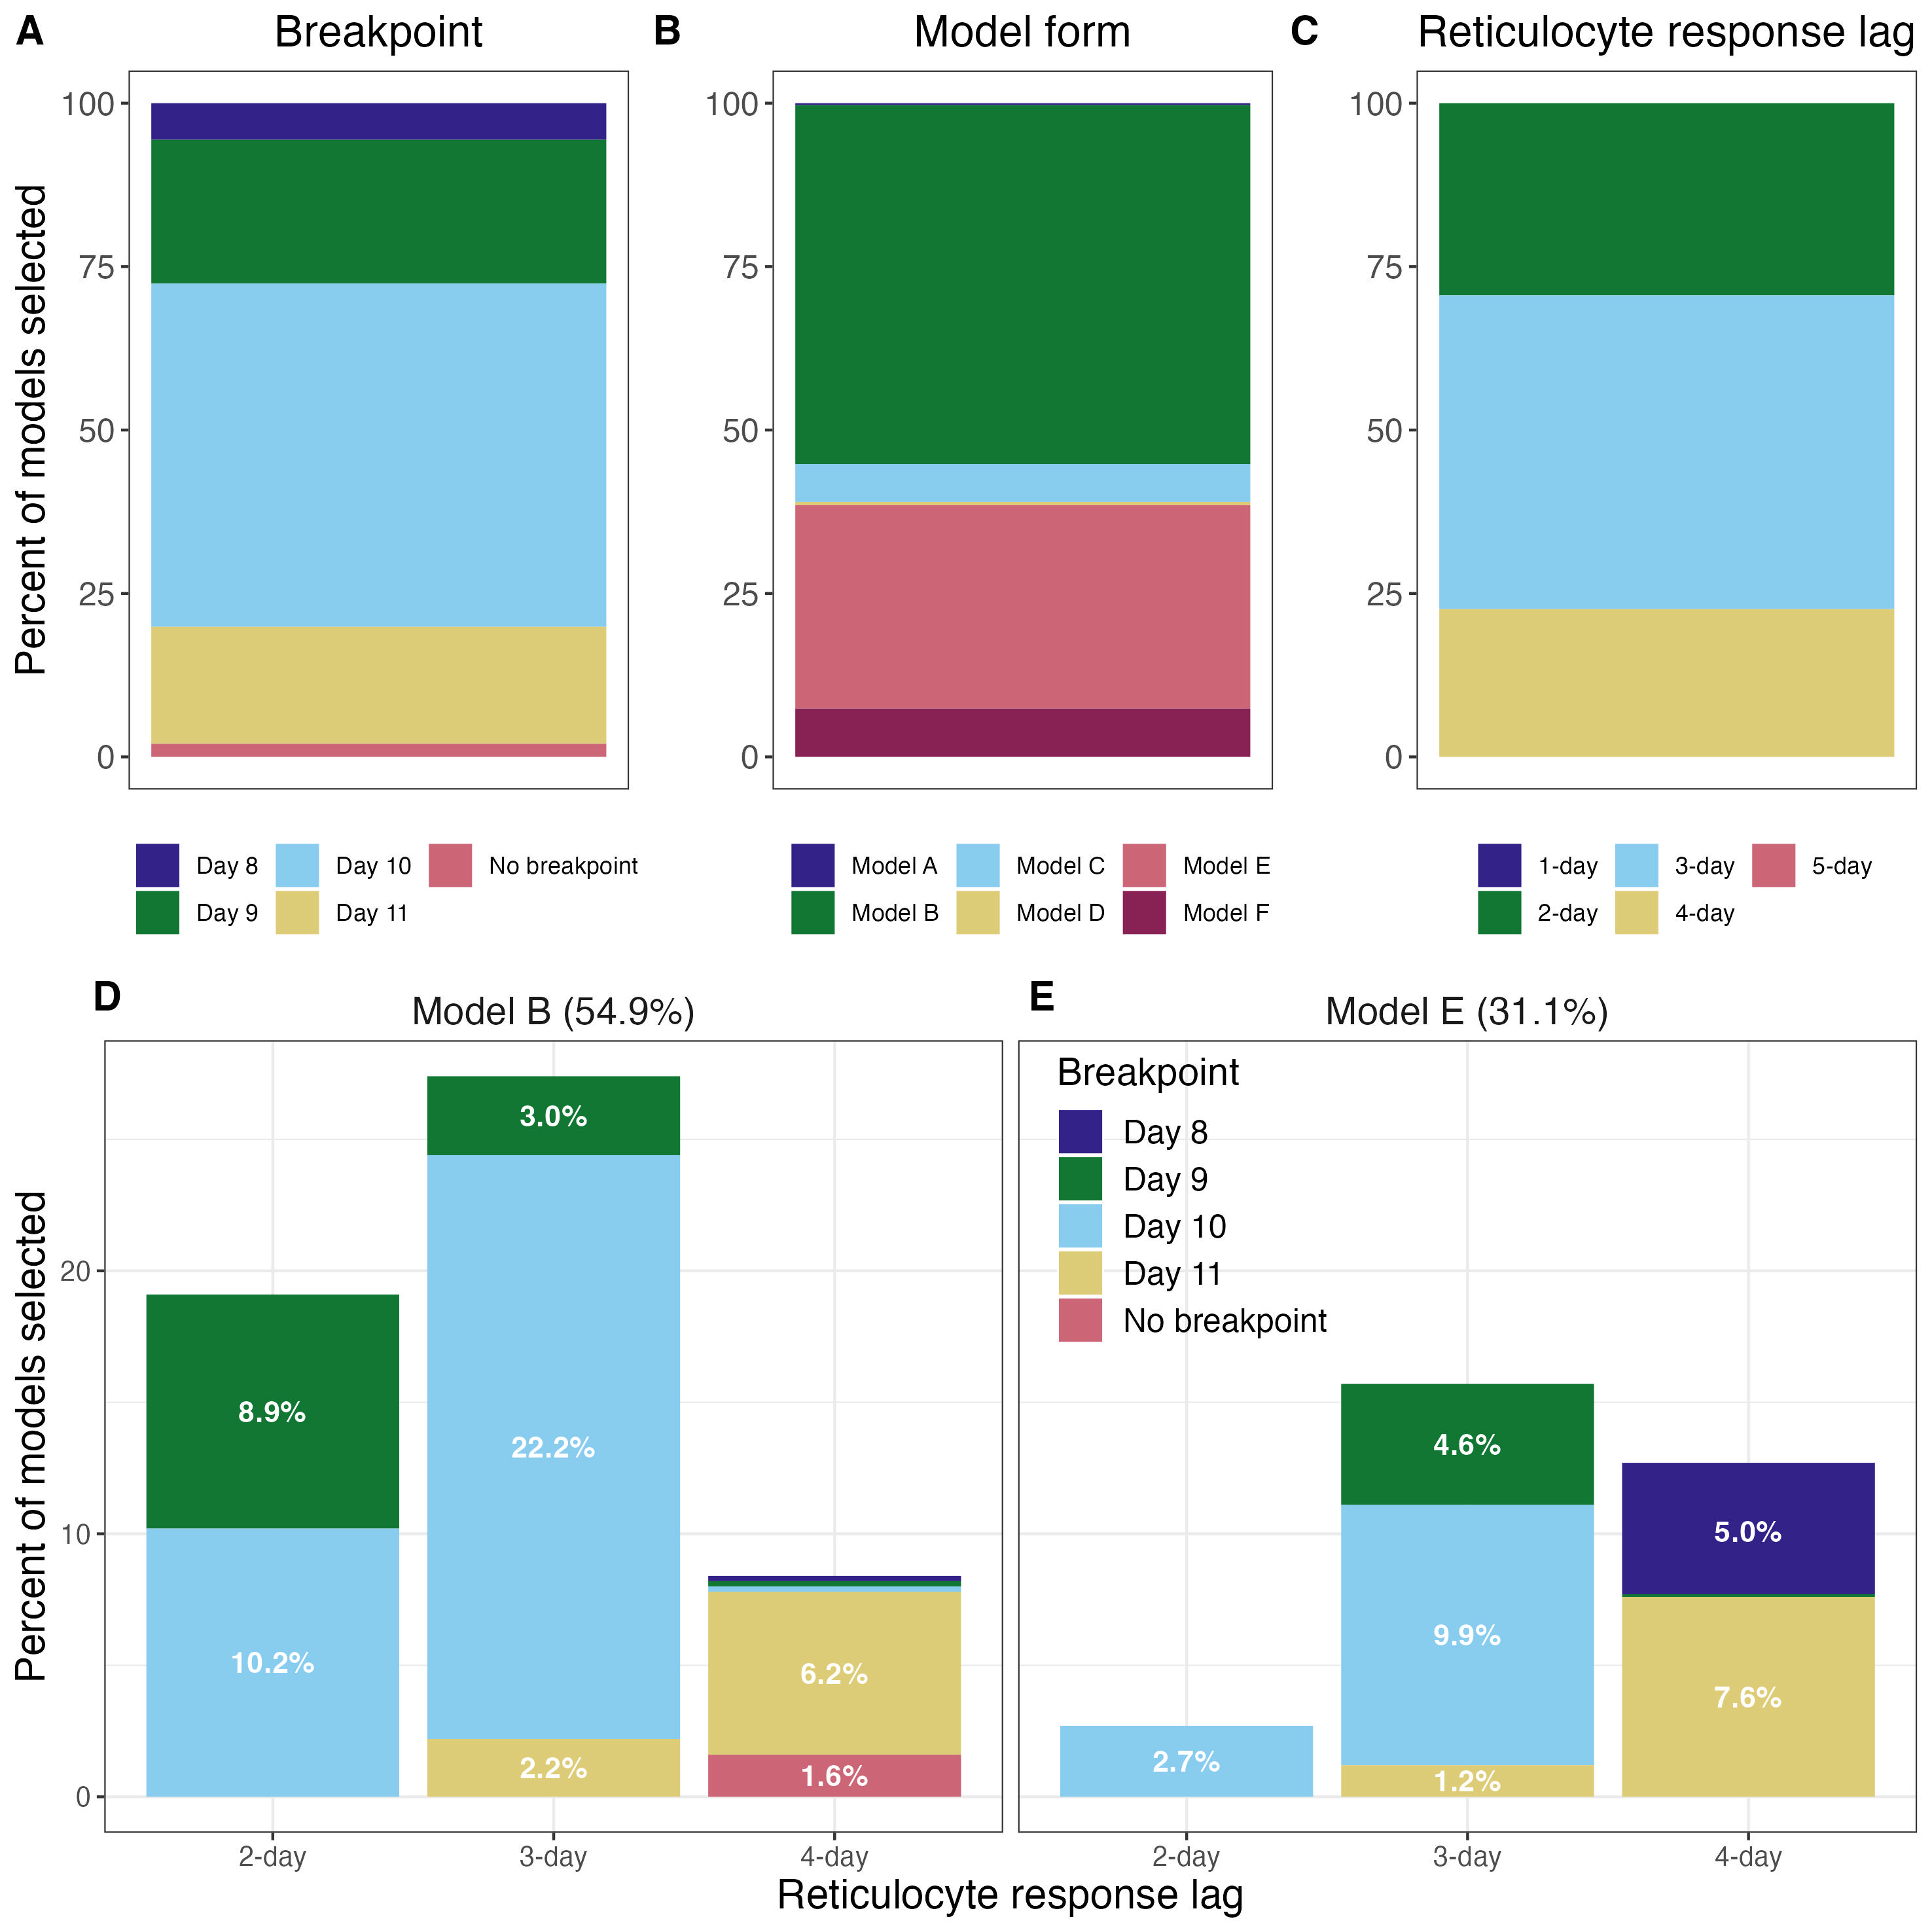 A Breakpoint
B Model form
C Reticulocyte response lag
Percent of models selected
100
75
50
25
0
100
75
50
25
0
100
75
50
25
0
Day 8 Day 10 No breakpoint
Day 9 Day 11
Model A Model C Model E
Model B Model D Model F
1-day 3-day 5-day
2-day 4-day
D Model B (54.9%)
E Model E (31.1%)
Percent of models selected
20
10
0
8.9%
10.2%
3.0%
22.2%
2.2%
6.2%
1.6%
Breakpoint
Day 8
Day 9
Day 10
Day 11
No breakpoint
2.7%
4.6%
9.9%
1.2%
5.0%
7.6%
2-day 3-day 4-day
2-day 3-day 4-day
Reticulocyte response lag